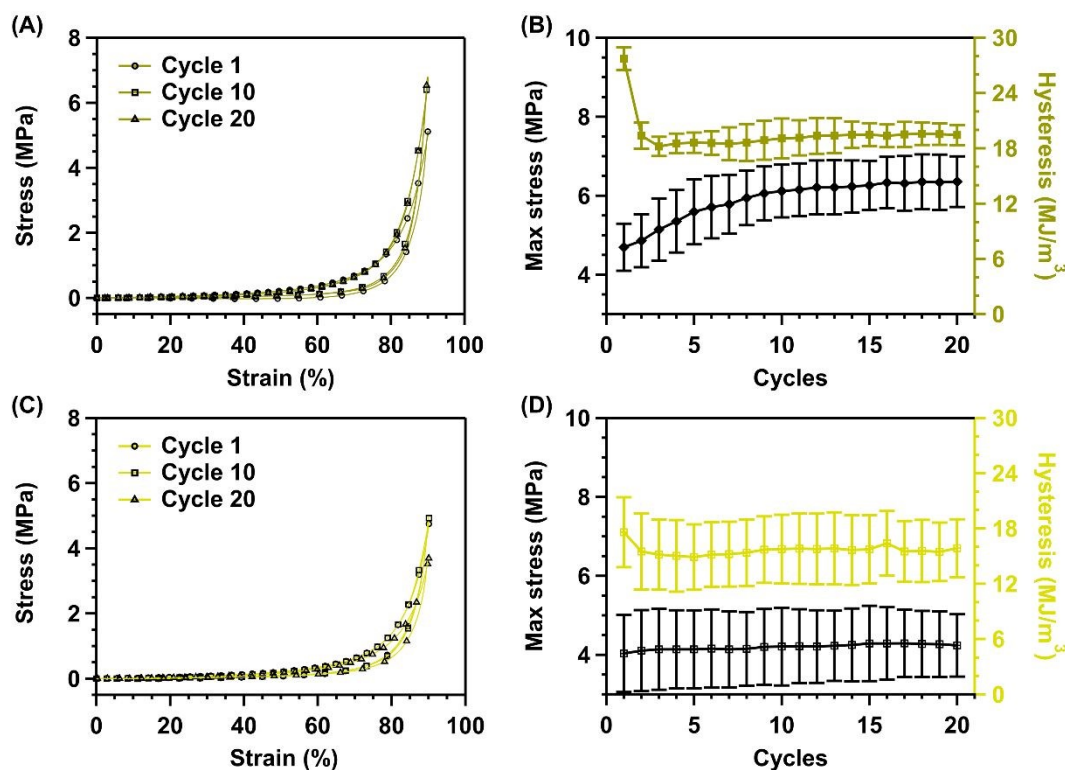 (A)
8
6
4
2
0
Stress (MPa)
Cycle 1
Cycle 10
Cycle 20
0 20 40 60 80 100
Strain (%)
(B)
10
8
6
4
Max stress (MPa)
30
24
18
12
6
0
Hysteresis (MJ/m³)
5 10 15 20
Cycles
(C)
8
6
4
2
0
Stress (MPa)
Cycle 1
Cycle 10
Cycle 20
0 20 40 60 80 100
Strain (%)
(D)
10
8
6
4
Max stress (MPa)
30
24
18
12
6
0
Hysteresis (MJ/m³)
5 10 15 20
Cycles